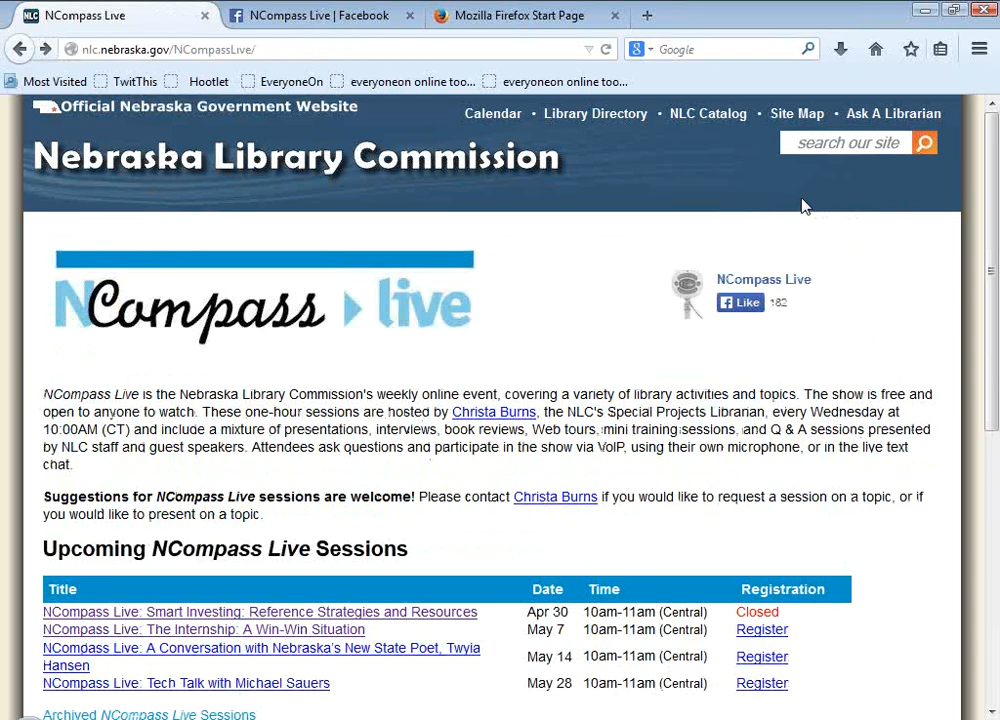 NLC NCompass Live
NCompass Live | Facebook
Mozilla Firefox Start Page
nlc.nebraska.gov/NCompassLive/
Google
Most Visited TwitThis Hootlet EveryoneOn everyoneon online too... everyoneon online too...
Official Nebraska Government Website
Calendar • Library Directory • NLC Catalog • Site Map • Ask A Librarian
Nebraska Library Commission
search our site
NCompass live
NCompass Live
Like 182
NCompass Live is the Nebraska Library Commission's weekly online event, covering a variety of library activities and topics. The show is free and
open to anyone to watch. These one-hour sessions are hosted by Christa Burns, the NLC's Special Projects Librarian, every Wednesday at
10:00AM (CT) and include a mixture of presentations, interviews, book reviews, Web tours, mini training sessions, and Q & A sessions presented
by NLC staff and guest speakers. Attendees ask questions and participate in the show via VoIP, using their own microphone, or in the live text
chat.
Suggestions for NCompass Live sessions are welcome! Please contact Christa Burns if you would like to request a session on a topic, or if
you would like to present on a topic.
Upcoming NCompass Live Sessions
Title Date Time Registration
NCompass Live: Smart Investing: Reference Strategies and Resources Apr 30 10am-11am (Central) Closed
NCompass Live: The Internship: A Win-Win Situation May 7 10am-11am (Central) Register
NCompass Live: A Conversation with Nebraska's New State Poet, Twyla
Hansen May 14 10am-11am (Central) Register
NCompass Live: Tech Talk with Michael Sauers May 28 10am-11am (Central) Register
Archived NCompass Live Sessions